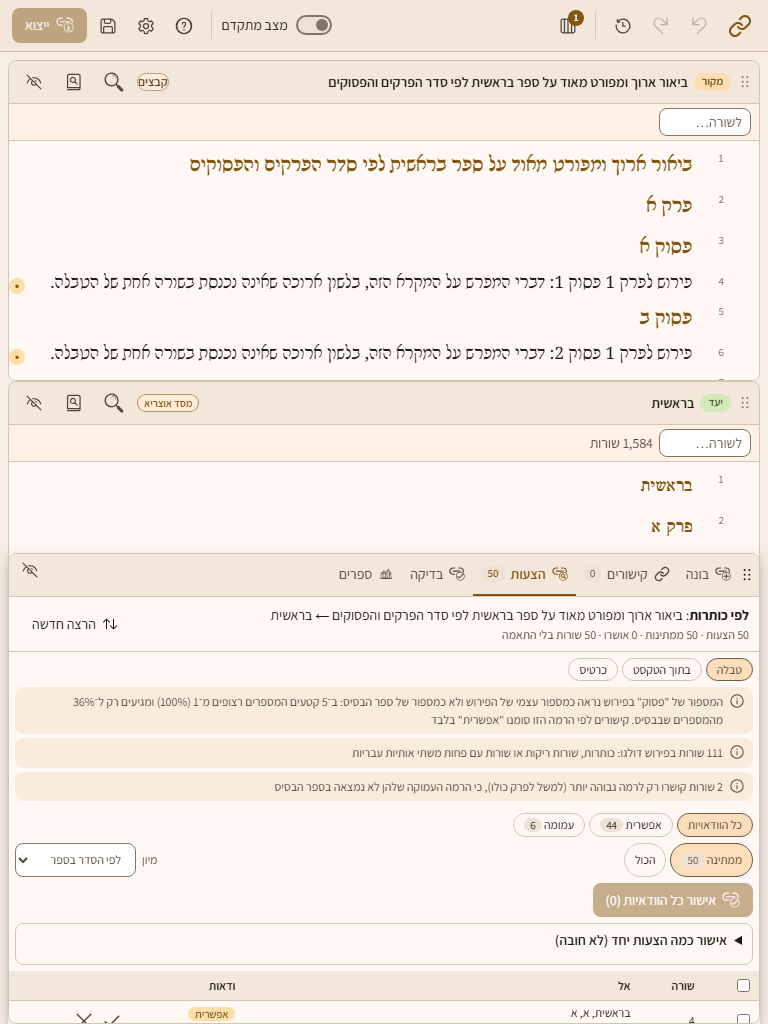 1
מצב מתקדם
ייצוא
מקור
ביאור ארוך ומפורט מאוד על ספר בראשית לפי סדר הפרקים והפסוקים
קבצים
לשורה…
1 ביאור ארוך ומפורט מאוד על ספר בראשית לפי סדר הפרקים והפסוקים
2 פרק א
3 פסוק א
4 פירוש לפרק 1 פסוק 1: דברי המפרש על המקרא הזה, בלשון ארוכה שאינה נכנסת בשורה אחת של הטבלה.
5 פסוק ב
6 פירוש לפרק 1 פסוק 2: דברי המפרש על המקרא הזה, בלשון ארוכה שאינה נכנסת בשורה אחת של הטבלה.
יעד
בראשית
מסד אוצריא
לשורה…
1,584 שורות
1 בראשית
2 פרק א
בונה
קישורים 0
הצעות 50
בדיקה
ספרים
לפי כותרות: ביאור ארוך ומפורט מאוד על ספר בראשית לפי סדר הפרקים והפסוקים ← בראשית
50 הצעות · 50 ממתינות · 0 אושרו · 50 שורות בלי התאמה
הרצה חדשה
טבלה
בתוך הטקסט
כרטיס
המספור של "פסוק" בפירוש נראה כמספור עצמי של הפירוש ולא כמספור של ספר הבסיס: ב־5 קטעים המספרים רצופים מ־1 (100%) ומגיעים רק ל־36%
מהמספרים שבבסיס. קישורים לפי הרמה הזו סומנו "אפשרית" בלבד
111 שורות בפירוש דולגו: כותרות, שורות ריקות או שורות עם פחות משתי אותיות עבריות
2 שורות קושרו רק לרמה גבוהה יותר (למשל לפרק כולו), כי הרמה העמוקה שלהן לא נמצאה בספר הבסיס
כל הוודאויות
אפשרית 44
עמומה 6
ממתינה 50
הכול
מיון
לפי הסדר בספר
אישור כל הוודאיות (0)
אישור כמה הצעות יחד (לא חובה)
שורה
אל
ודאות
4
בראשית, א, א
אפשרית